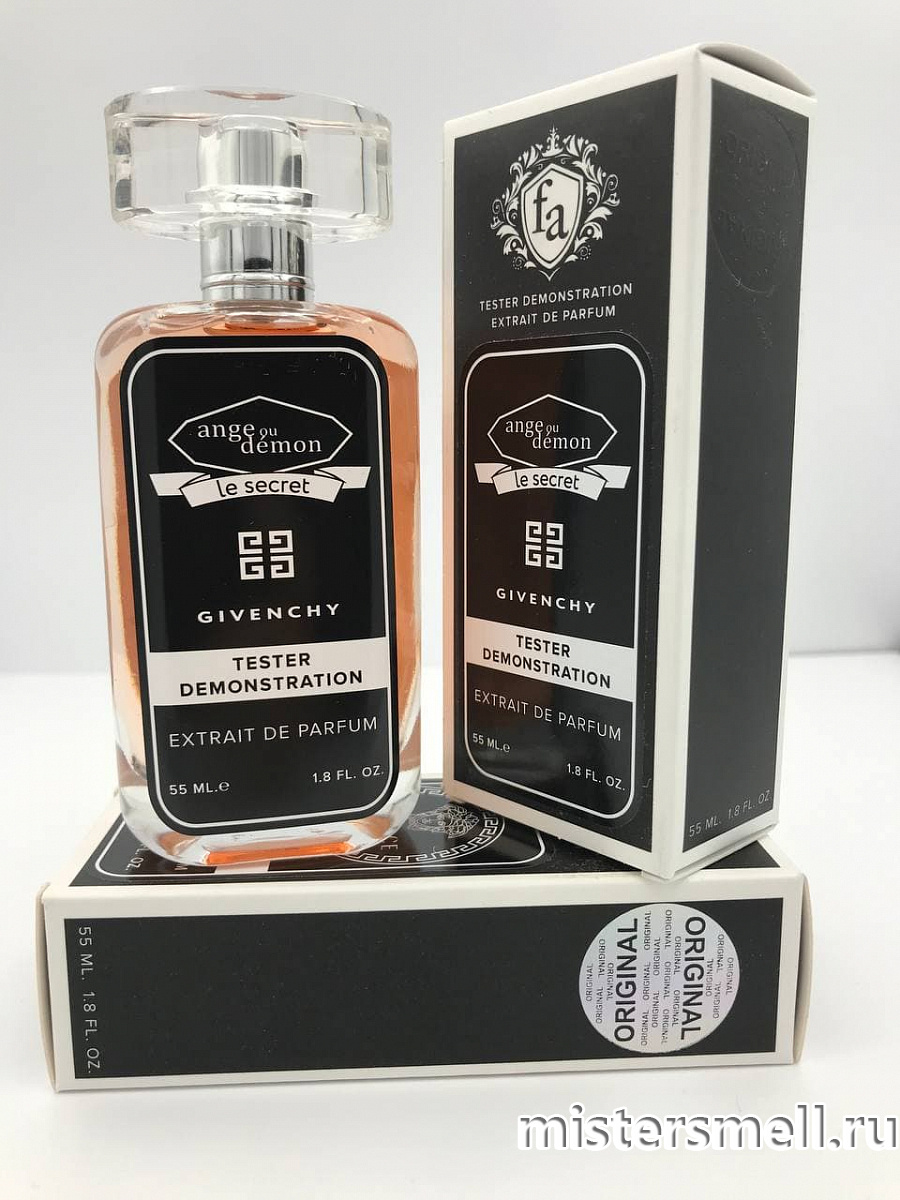 ange ou
démon
le secret
GIVENCHY
TESTER
DEMONSTRATION
EXTRAIT DE PARFUM
55 ML.e
1.8 FL. OZ.
fa
TESTER DEMONSTRATION
EXTRAIT DE PARFUM
ange ou
démon
le secret
GIVENCHY
TESTER
DEMONSTRATION
EXTRAIT DE PARFUM
55 ML.e
1.8 FL. OZ.
55 ML. 1.8 FL. OZ.
55 ML. 1.8 FL. OZ.
ORIGINAL
ORIGINAL
mistersmell.ru